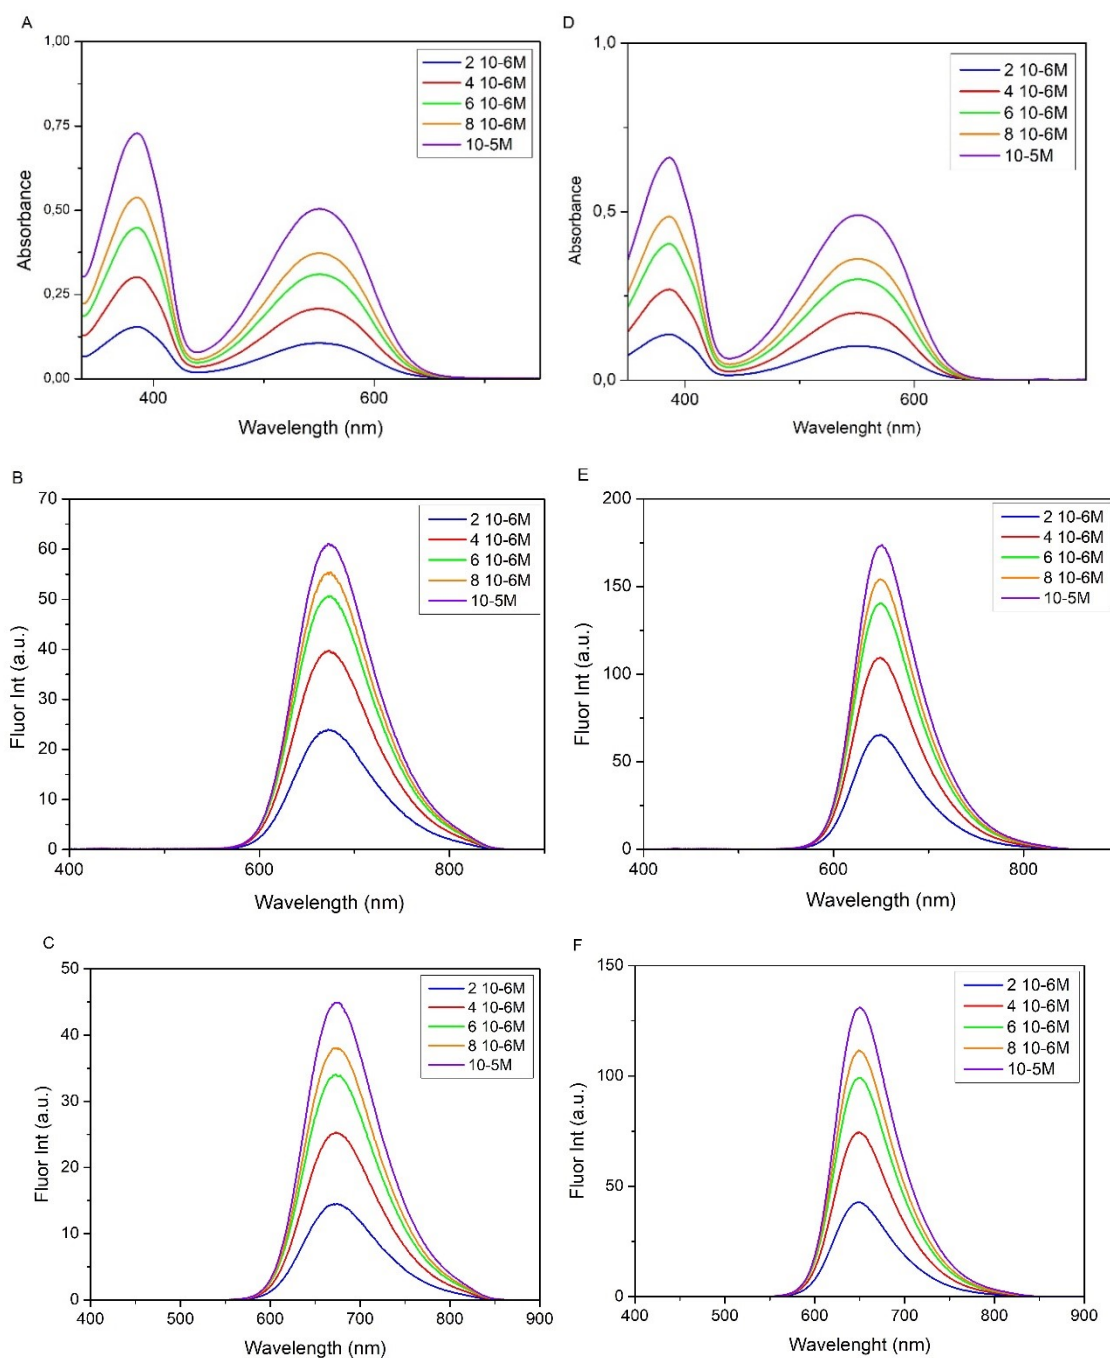 A
1,00
0,75
0,50
0,25
0,00
Absorbance
400
600
Wavelength (nm)
2 10-6M
4 10-6M
6 10-6M
8 10-6M
10-5M
D
1,0
0,5
0,0
Absorbance
400
600
Wavelenght (nm)
2 10-6M
4 10-6M
6 10-6M
8 10-6M
10-5M
B
70
60
50
40
30
20
10
0
Fluor Int (a.u.)
400
600
800
Wavelength (nm)
2 10-6M
4 10-6M
6 10-6M
8 10-6M
10-5M
E
200
150
100
50
0
Fluor Int (a.u.)
400
600
800
Wavelength (nm)
2 10-6M
4 10-6M
6 10-6M
8 10-6M
10-5M
C
50
40
30
20
10
0
Fluor Int (a.u.)
400
500
600
700
800
900
Wavelength (nm)
2 10-6M
4 10-6M
6 10-6M
8 10-6M
10-5M
F
150
100
50
0
Fluor Int (a.u.)
400
500
600
700
800
900
Wavelenght (nm)
2 10-6M
4 10-6M
6 10-6M
8 10-6M
10-5M